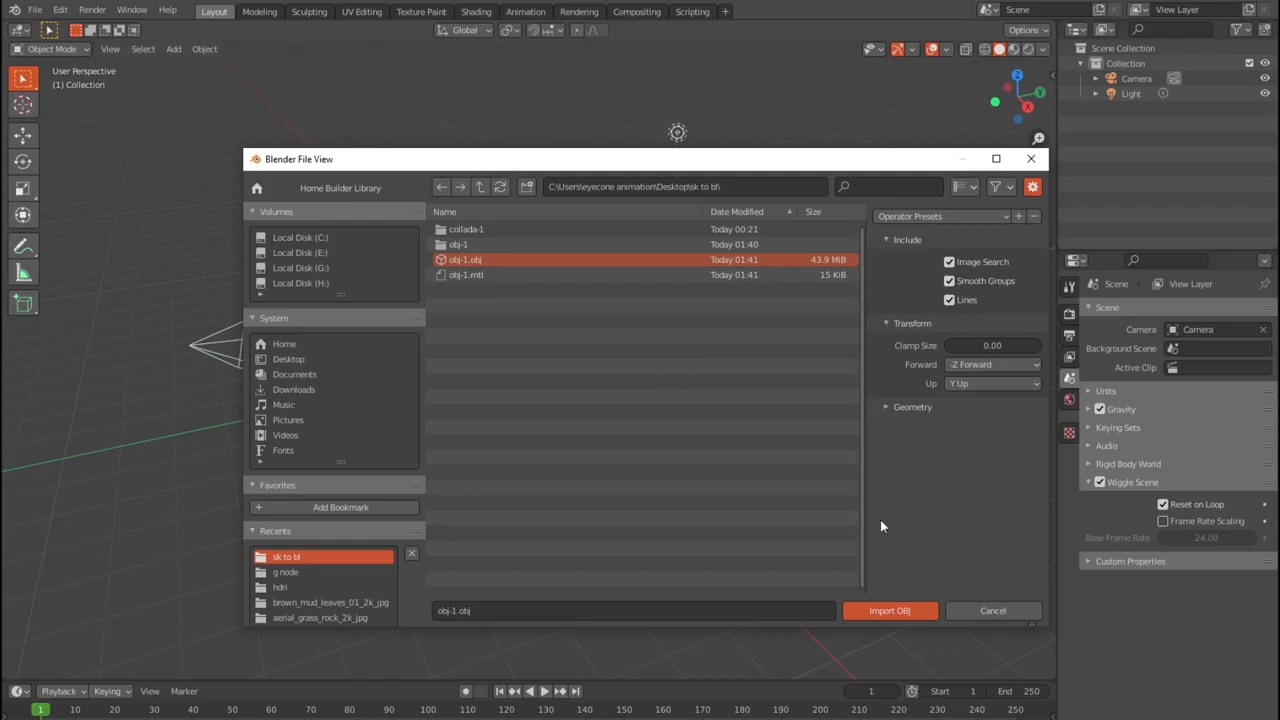 File Edit Render Window Help Layout Modeling Sculpting UV Editing Texture Paint Shading Animation Rendering Compositing Scripting + Scene View Layer
Global Options
Object Mode View Select Add Object
User Perspective
(1) Collection
Scene Collection
Collection
Camera
Light
Z
Y
X
Blender File View
Home Builder Library
C:\Users\eyecone animation\Desktop\sk to bl\
Volumes
Local Disk (C:)
Local Disk (E:)
Local Disk (G:)
Local Disk (H:)
System
Home
Desktop
Documents
Downloads
Music
Pictures
Videos
Fonts
Favorites
Add Bookmark
Recents
sk to bl
g node
hdri
brown_mud_leaves_01_2k_jpg
aerial_grass_rock_2k_jpg
Name Date Modified Size
collada-1 Today 00:21
obj-1 Today 01:40
obj-1.obj Today 01:41 43.9 MiB
obj-1.mtl Today 01:41 15 KiB
obj-1.obj
Operator Presets
Include
Image Search
Smooth Groups
Lines
Transform
Clamp Size 0.00
Forward -Z Forward
Up Y Up
Geometry
Import OBJ Cancel
Scene View Layer
Scene
Camera Camera
Background Scene
Active Clip
Units
Gravity
Keying Sets
Audio
Rigid Body World
Wiggle Scene
Reset on Loop
Frame Rate Scaling
Base Frame Rate 24.00
Custom Properties
Playback Keying View Marker 1 Start 1 End 250
1 10 20 30 40 50 60 70 80 90 100 110 120 130 140 150 160 170 180 190 200 210 220 230 240 250